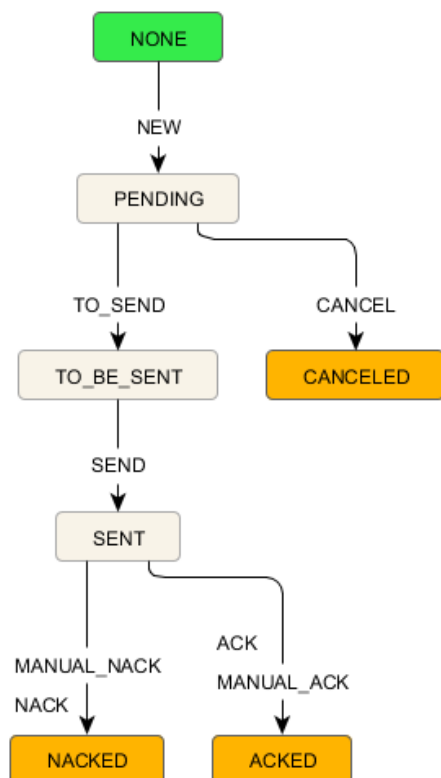 NONE
NEW
PENDING
TO_SEND
CANCEL
TO_BE_SENT
CANCELED
SEND
SENT
ACK
MANUAL_NACK
MANUAL_ACK
NACK
NACKED
ACKED